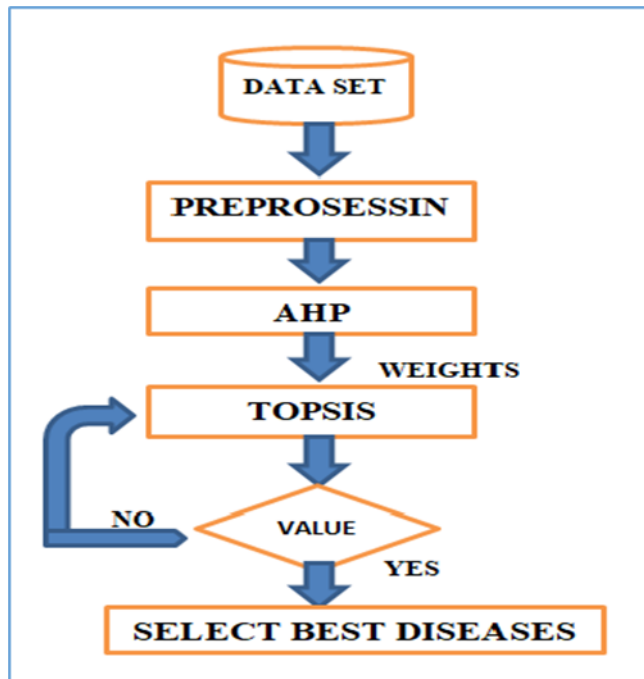 DATA SET
PREPROSESSIN
AHP
WEIGHTS
TOPSIS
NO
VALUE
YES
SELECT BEST DISEASES